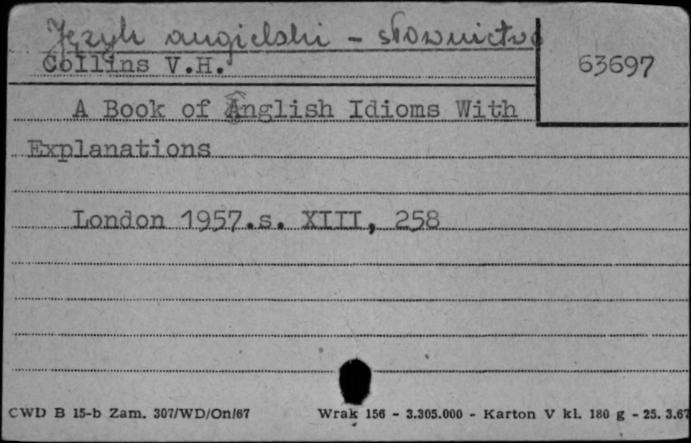 Język angielski - słownictwo
Collins V.H.
63697
A Book of Anglish Idioms With
Explanations
London 1957.s. XIII, 258
CWD B 15-b Zam. 307/WD/On/67 Wrak 156 - 3.305.000 - Karton V kl. 180 g - 25. 3.67